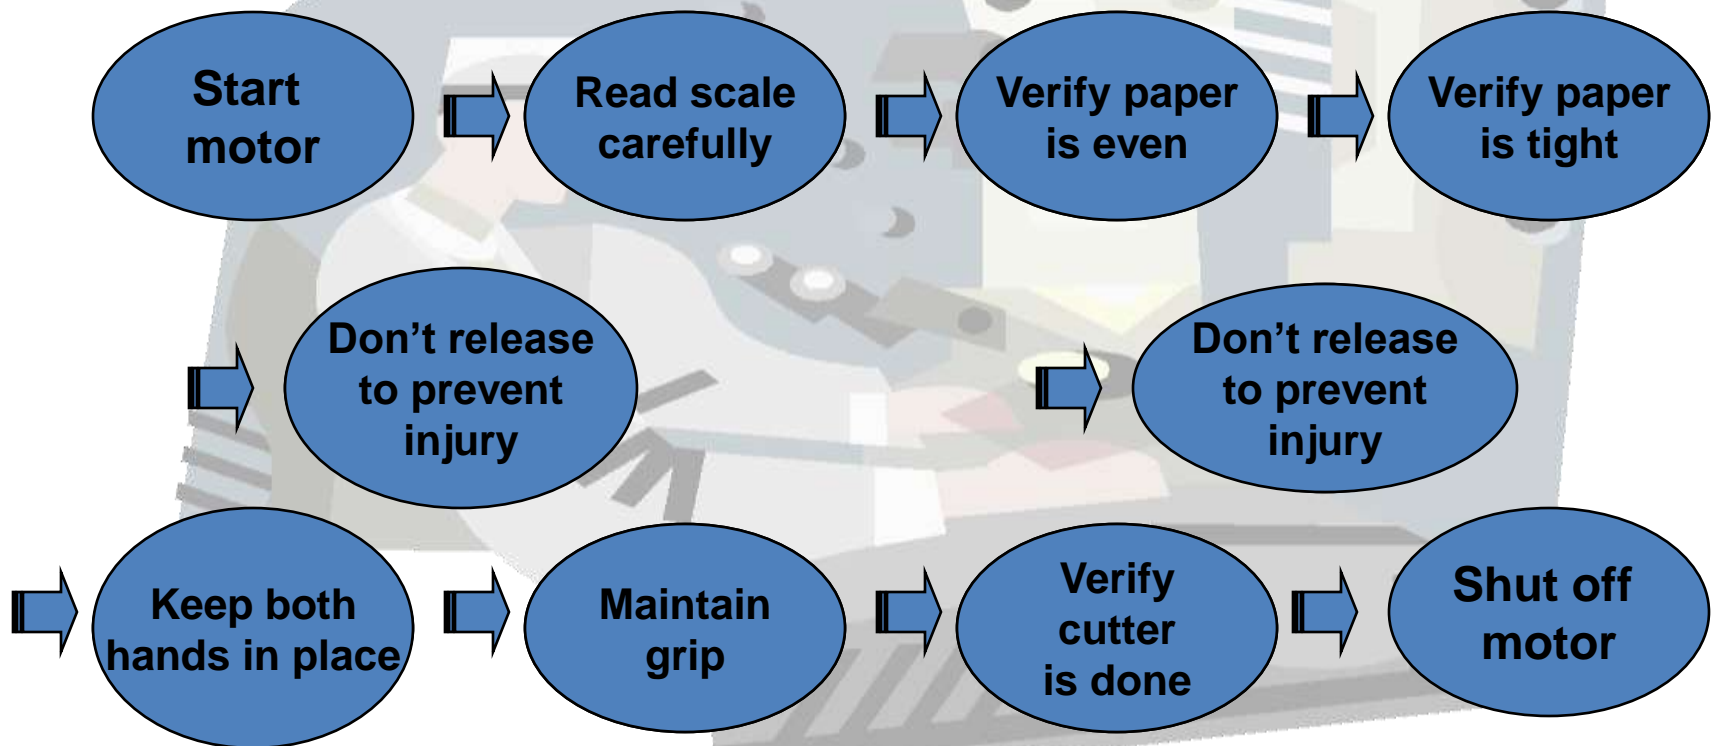 Start
motor
Read scale
carefully
Verify paper
is even
Verify paper
is tight
Don’t release
to prevent
injury
Don’t release
to prevent
injury
Keep both
hands in place
Maintain
grip
Verify
cutter
is done
Shut off
motor